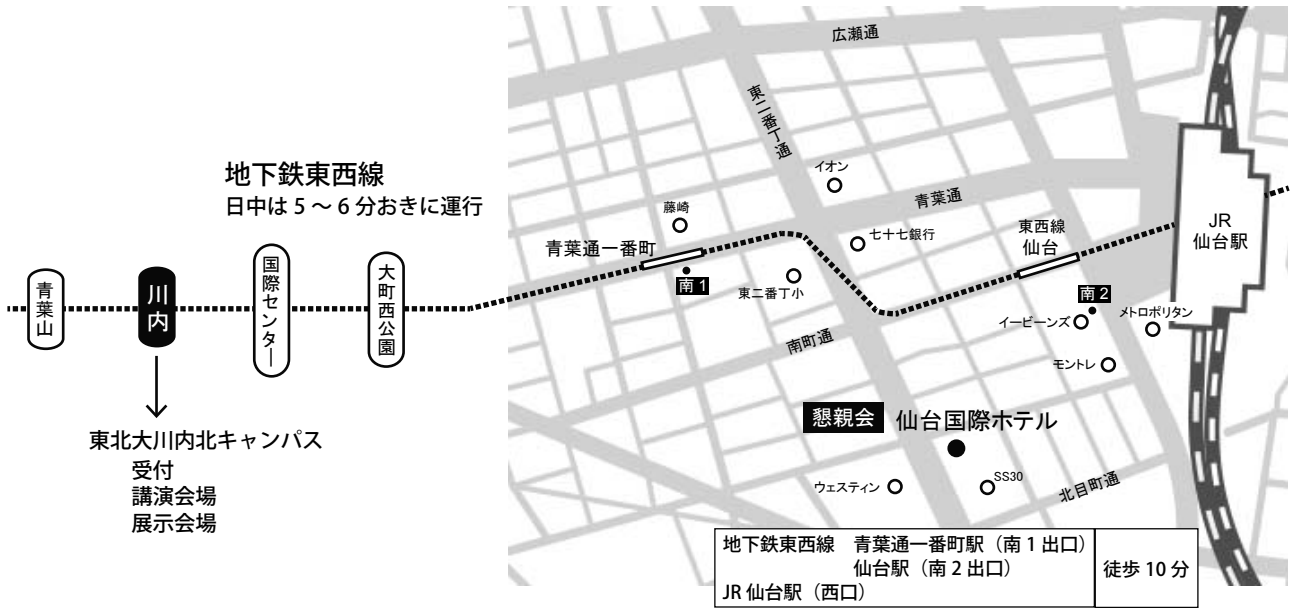 地下鉄東西線
日中は 5 ～ 6 分おきに運行
青葉山
川内
国際センター
大町西公園
東北大川内北キャンパス
受付
講演会場
展示会場
広瀬通
東二番丁通
イオン
青葉通
藤崎
青葉通一番町
七十七銀行
東西線
仙台
JR
仙台駅
南 1
東二番丁小
南 2
イービーンズ
メトロポリタン
南町通
モントレ
懇親会 仙台国際ホテル
ウェスティン
SS30
北目町通
地下鉄東西線 青葉通一番町駅（南 1 出口）
仙台駅（南 2 出口）
JR 仙台駅（西口）
徒歩 10 分